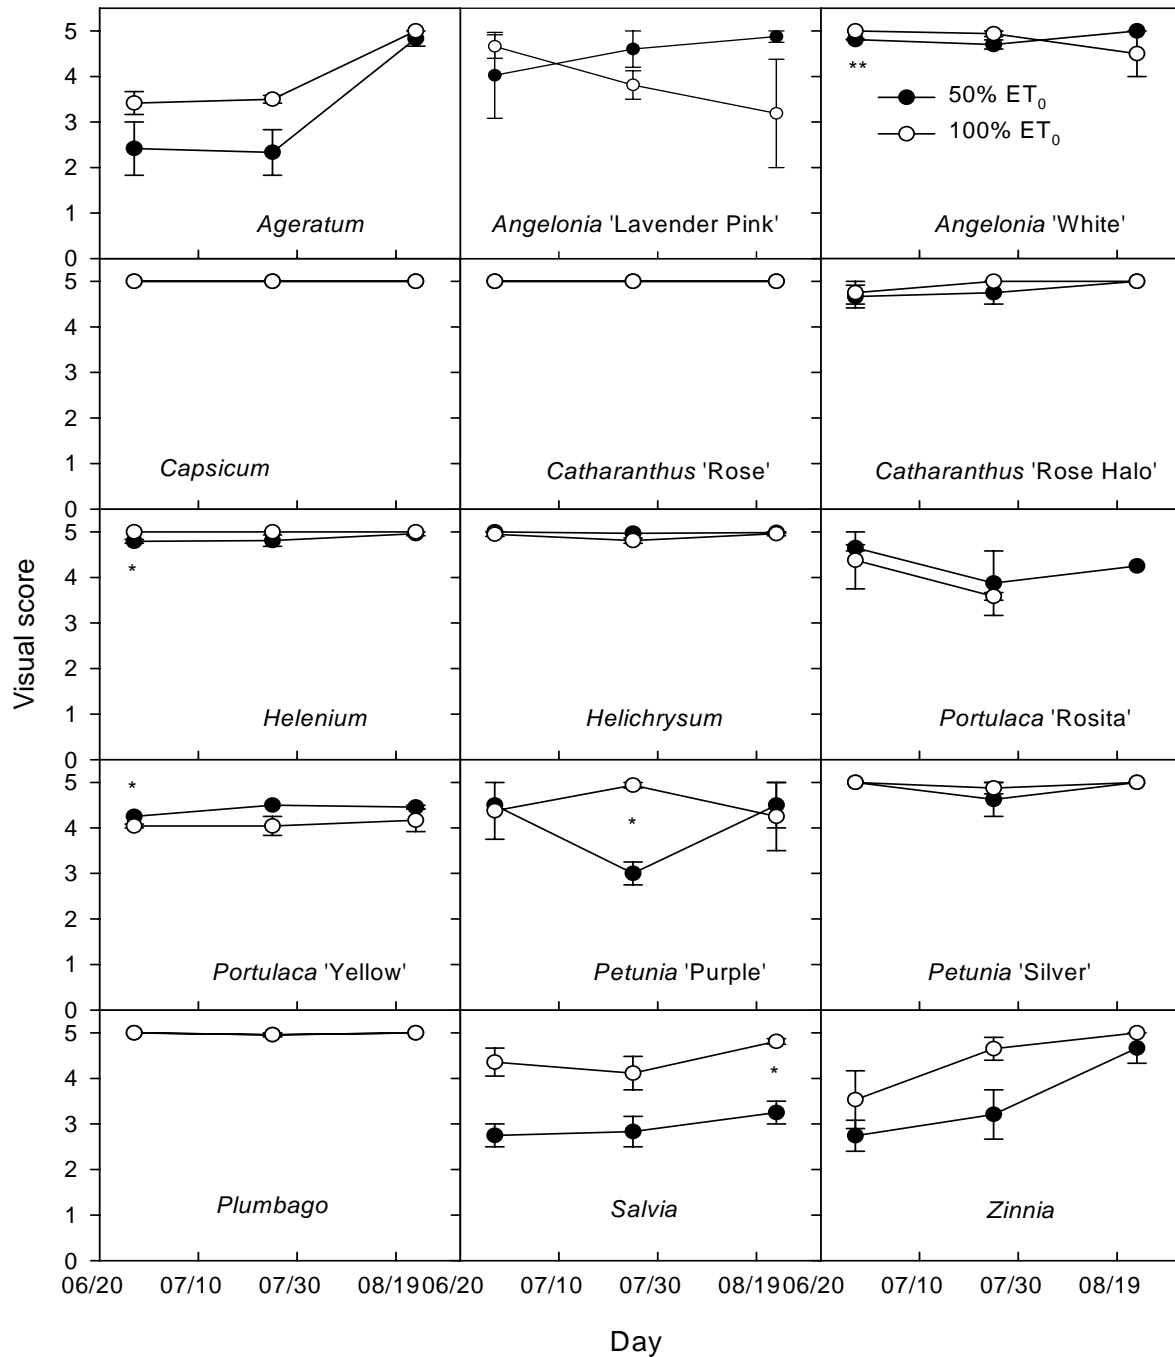 5
4
3
2
1
0
Ageratum
Angelonia 'Lavender Pink'
**
50% ET0
100% ET0
Angelonia 'White'
5
4
3
2
1
0
Capsicum
Catharanthus 'Rose'
Catharanthus 'Rose Halo'
Visual score
5
4
3
2
1
0
*
Helenium
Helichrysum
Portulaca 'Rosita'
5
4
3
2
1
0
*
Portulaca 'Yellow'
*
Petunia 'Purple'
Petunia 'Silver'
5
4
3
2
1
0
Plumbago
*
Salvia
Zinnia
06/20 07/10 07/30 08/19 06/20 07/10 07/30 08/19 06/20 07/10 07/30 08/19
Day